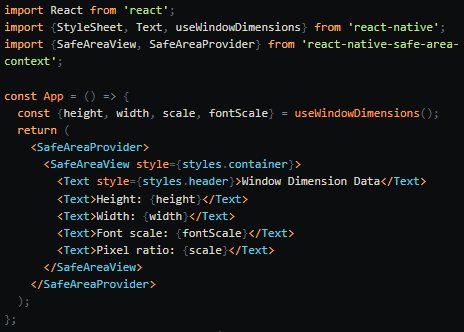 import React from 'react';
import {StyleSheet, Text, useWindowDimensions} from 'react-native';
import {SafeAreaView, SafeAreaProvider} from 'react-native-safe-area-
context';

const App = () => {
  const {height, width, scale, fontScale} = useWindowDimensions();
  return (
    <SafeAreaProvider>
      <SafeAreaView style={styles.container}>
        <Text style={styles.header}>Window Dimension Data</Text>
        <Text>Height: {height}</Text>
        <Text>Width: {width}</Text>
        <Text>Font scale: {fontScale}</Text>
        <Text>Pixel ratio: {scale}</Text>
      </SafeAreaView>
    </SafeAreaProvider>
  );
};